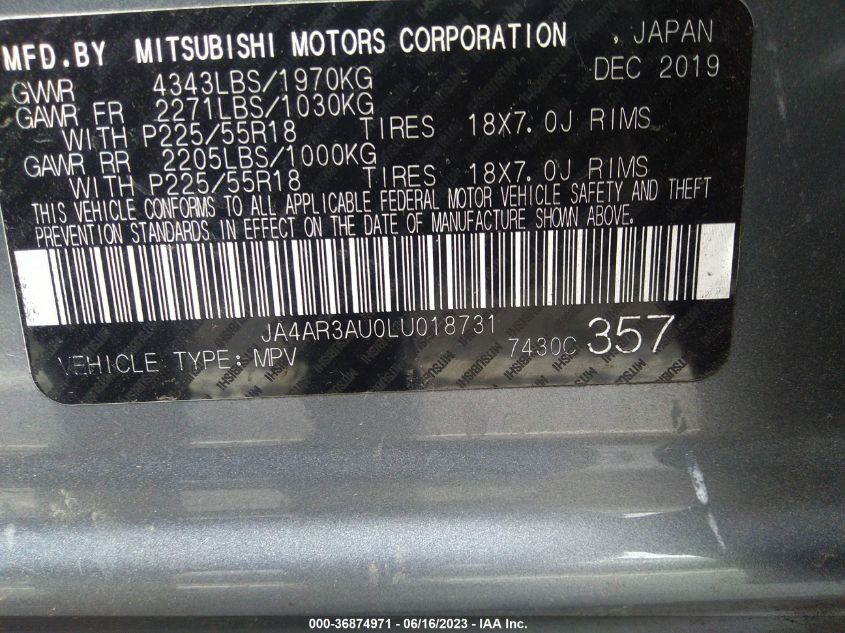 MFD.BY MITSUBISHI MOTORS CORPORATION , JAPAN
DEC 2019
GVWR 4343LBS/1970KG
GAWR FR 2271LBS/1030KG
WITH P225/55R18 TIRES 18X7.0J RIMS
GAWR RR 2205LBS/1000KG
WITH P225/55R18 TIRES 18X7.0J RIMS
THIS VEHICLE CONFORMS TO ALL APPLICABLE FEDERAL MOTOR VEHICLE SAFETY AND THEFT
PREVENTION STANDARDS IN EFFECT ON THE DATE OF MANUFACTURE SHOWN ABOVE.
JA4AR3AU0LU018731
VEHICLE TYPE: MPV 7430C 357
000-36874971 - 06/16/2023 - © IAA Inc.